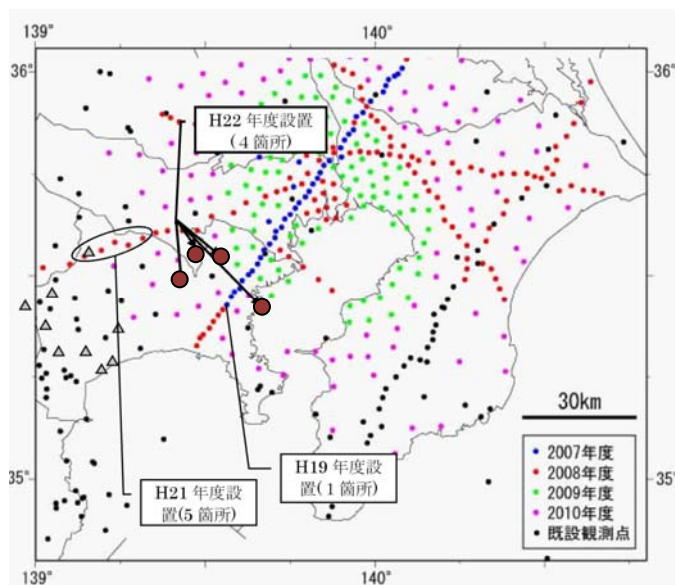 139°
140°
36°
36°
H22 年度設置
(4 箇所)
30km
2007年度
2008年度
2009年度
2010年度
既設観測点
35°
35°
H19 年度設
置(1 箇所)
H21 年度設
置(5 箇所)
139°
140°